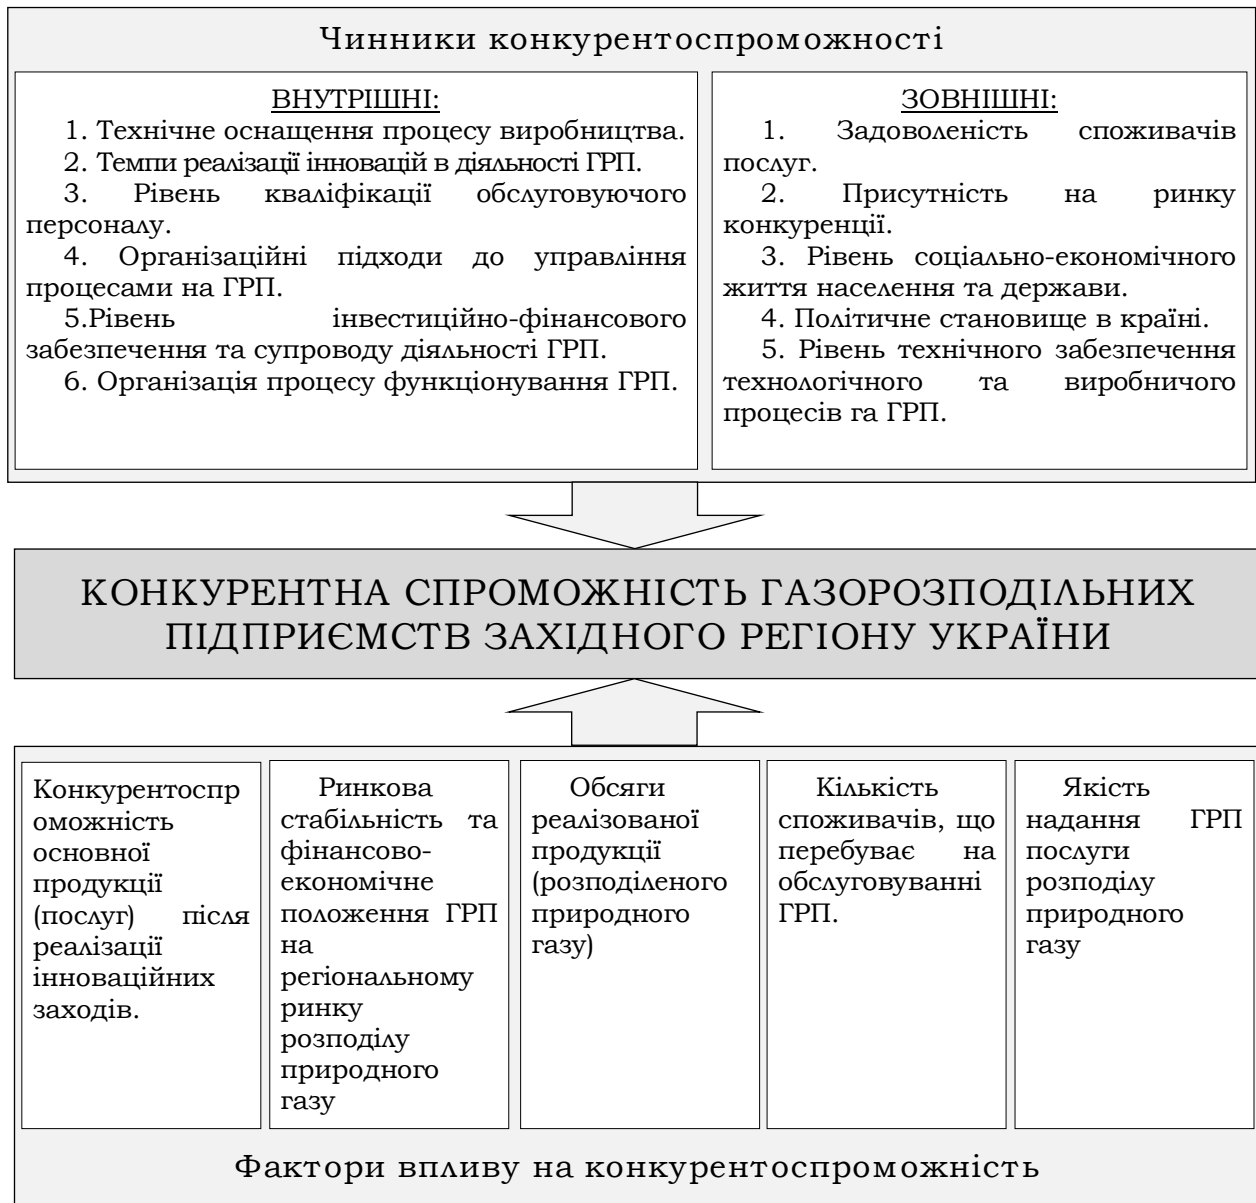 Чинники конкурентоспроможності
ВНУТРІШНІ:
1. Технічне оснащення процесу виробництва.
2. Темпи реалізації інновацій в діяльності ГРП.
3. Рівень кваліфікації обслуговуючого
персоналу.
4. Організаційні підходи до управління
процесами на ГРП.
5.Рівень інвестиційно-фінансового
забезпечення та супроводу діяльності ГРП.
6. Організація процесу функціонування ГРП.
ЗОВНІШНІ:
1. Задоволеність споживачів
послуг.
2. Присутність на ринку
конкуренції.
3. Рівень соціально-економічного
життя населення та держави.
4. Політичне становище в країні.
5. Рівень технічного забезпечення
технологічного та виробничого
процесів га ГРП.
КОНКУРЕНТНА СПРОМОЖНІСТЬ ГАЗОРОЗПОДІЛЬНИХ
ПІДПРИЄМСТВ ЗАХІДНОГО РЕГІОНУ УКРАЇНИ
Конкурентоспр
оможність
основної
продукції
(послуг) після
реалізації
інноваційних
заходів.
Ринкова
стабільність та
фінансово-
економічне
положення ГРП
на
регіональному
ринку
розподілу
природного
газу
Обсяги
реалізованої
продукції
(розподіленого
природного
газу)
Кількість
споживачів, що
перебуває на
обслуговуванні
ГРП.
Якість
надання ГРП
послуги
розподілу
природного
газу
Фактори впливу на конкурентоспроможність